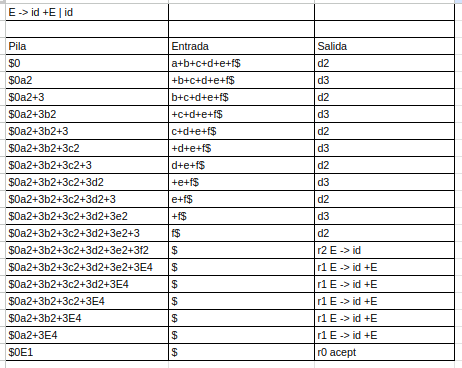 E -> id +E | id
Pila Entrada Salida
$0 a+b+c+d+e+f$ d2
$0a2 +b+c+d+e+f$ d3
$0a2+3 b+c+d+e+f$ d2
$0a2+3b2 +c+d+e+f$ d3
$0a2+3b2+3 c+d+e+f$ d2
$0a2+3b2+3c2 +d+e+f$ d3
$0a2+3b2+3c2+3 d+e+f$ d2
$0a2+3b2+3c2+3d2 +e+f$ d3
$0a2+3b2+3c2+3d2+3 e+f$ d2
$0a2+3b2+3c2+3d2+3e2 +f$ d3
$0a2+3b2+3c2+3d2+3e2+3 f$ d2
$0a2+3b2+3c2+3d2+3e2+3f2 $ r2 E -> id
$0a2+3b2+3c2+3d2+3e2+3E4 $ r1 E -> id +E
$0a2+3b2+3c2+3d2+3E4 $ r1 E -> id +E
$0a2+3b2+3c2+3E4 $ r1 E -> id +E
$0a2+3b2+3E4 $ r1 E -> id +E
$0a2+3E4 $ r1 E -> id +E
$0E1 $ r0 acept